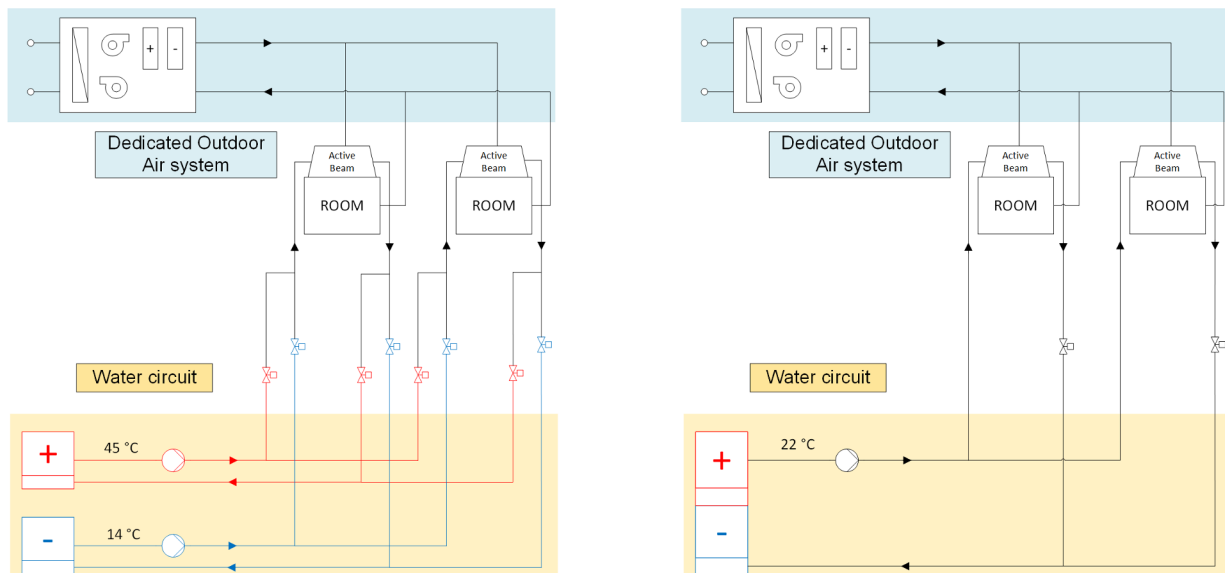 + -
+ -
Dedicated Outdoor
Air system
Dedicated Outdoor
Air system
Active
Beam
Active
Beam
Active
Beam
Active
Beam
ROOM
ROOM
ROOM
ROOM
Water circuit
Water circuit
+
45 °C
+
22 °C
-
14 °C
-